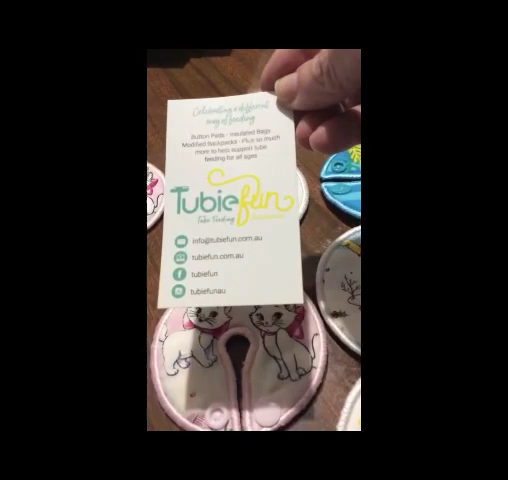 Celebrating a different
way of feeding
Button Pads - Insulated Bags
Modified Backpacks - Plus so much
more to help support tube
feeding for all ages
Tubiefun
Tube Feeding
info@tubiefun.com.au
tubiefun.com.au
tubiefun
tubiefunau